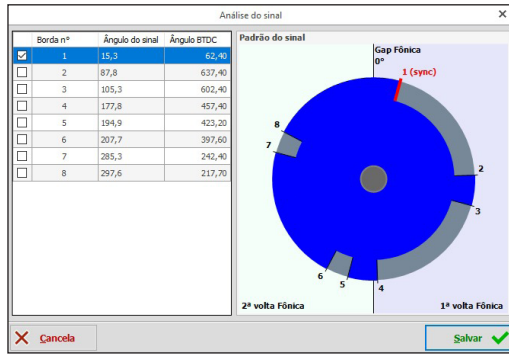 Análise do sinal
Borda nº Ângulo do sinal Ângulo BTDC
1 15,3 62,40
2 87,8 637,40
3 105,3 602,40
4 177,8 457,40
5 194,9 423,20
6 207,7 397,60
7 285,3 242,40
8 297,6 217,70
Padrão do sinal
Gap Fônica
0°
1 (sync)
8
7
2
3
6
5
4
2ª volta Fônica
1ª volta Fônica
Cancela
Salvar